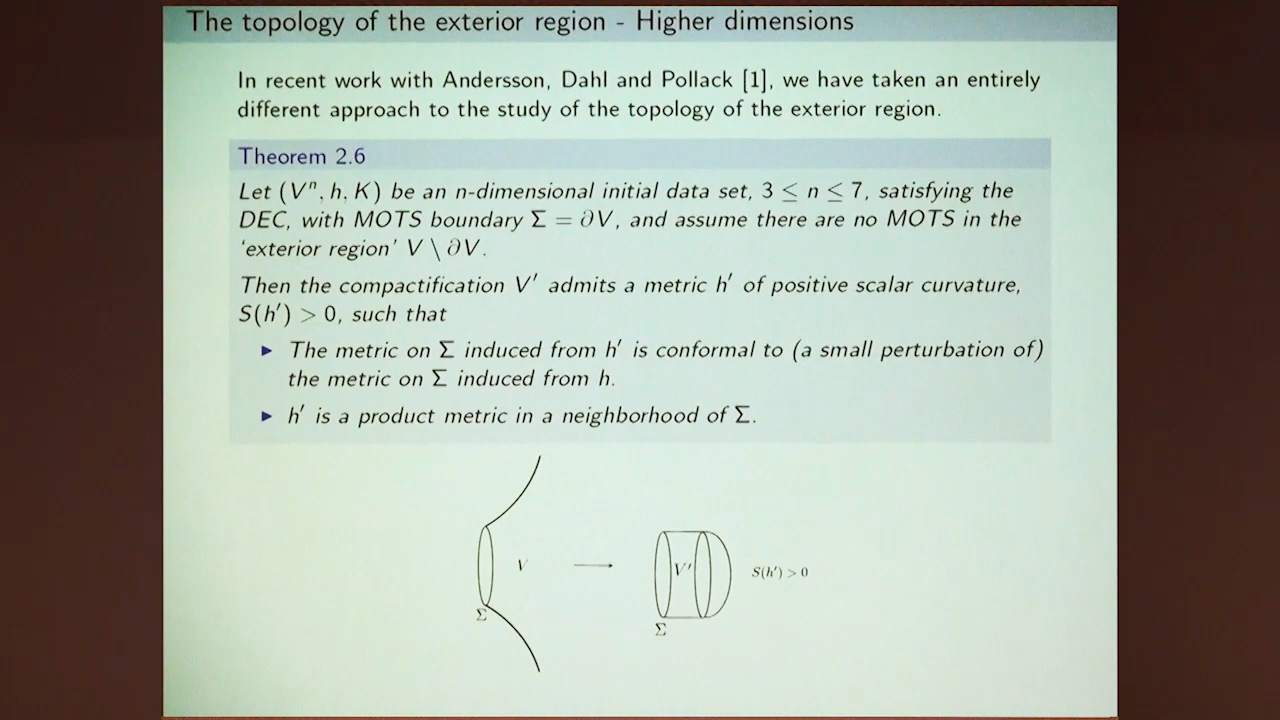 The topology of the exterior region - Higher dimensions
In recent work with Andersson, Dahl and Pollack [1], we have taken an entirely
different approach to the study of the topology of the exterior region.
Theorem 2.6
Let (Vⁿ, h, K) be an n-dimensional initial data set, 3 ≤ n ≤ 7, satisfying the
DEC, with MOTS boundary Σ = ∂V, and assume there are no MOTS in the
‘exterior region’ V \ ∂V.
Then the compactification V′ admits a metric h′ of positive scalar curvature,
S(h′) > 0, such that
▶ The metric on Σ induced from h′ is conformal to (a small perturbation of)
the metric on Σ induced from h.
▶ h′ is a product metric in a neighborhood of Σ.
V
V′
S(h′) > 0
Σ
Σ